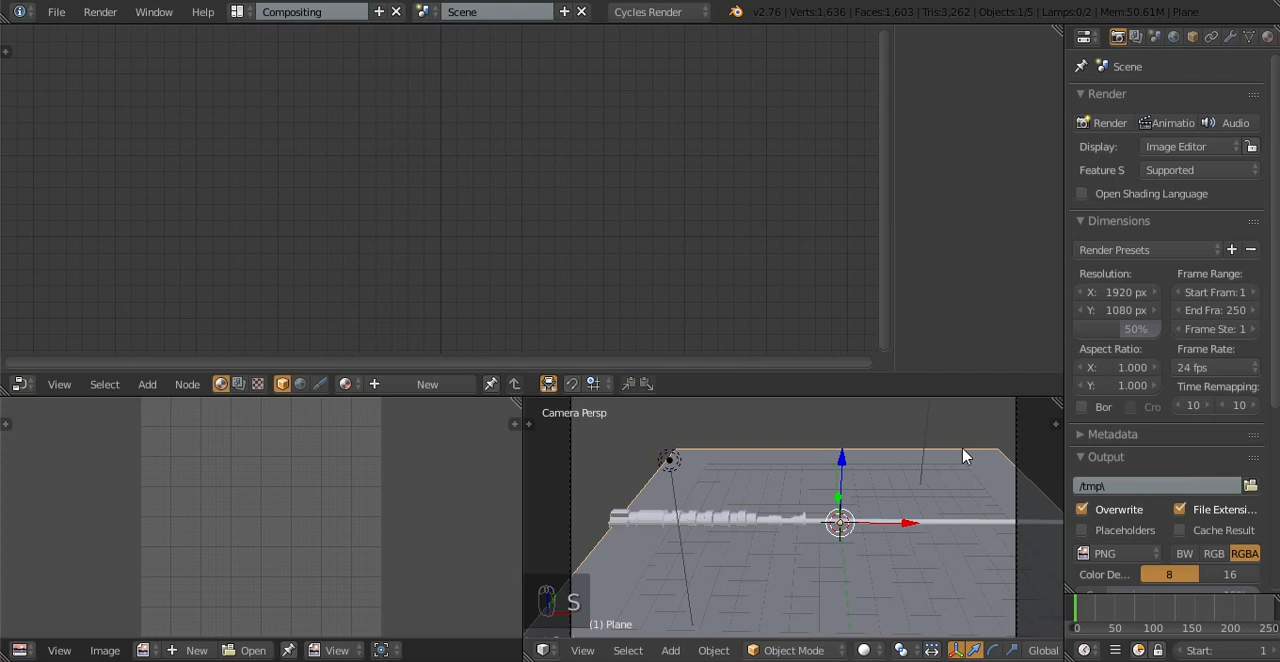 File Render Window Help Compositing Scene Cycles Render v2.76 | Verts:1,636 | Faces:1,603 | Tris:3,262 | Objects:1/5 | Lamps:0/2 | Mem:50.61M | Plane
Scene
Render
Render Animatio Audio
Display: Image Editor
Feature S Supported
Open Shading Language
Dimensions
Render Presets
Resolution: Frame Range:
X: 1920 px Start Fram: 1
Y: 1080 px End Fra: 250
50% Frame Ste: 1
Aspect Ratio: Frame Rate:
X: 1.000 24 fps
Y: 1.000 Time Remapping:
Bor Cro 10 10
Metadata
Output
/tmp\
Overwrite File Extensi...
Placeholders Cache Result
PNG BW RGB RGBA
Color De... 8 16
View Select Add Node New
Camera Persp
S
(1) Plane
View Image New Open View
View Select Add Object Object Mode Global
0 50 100 150 200 250
Start: 1